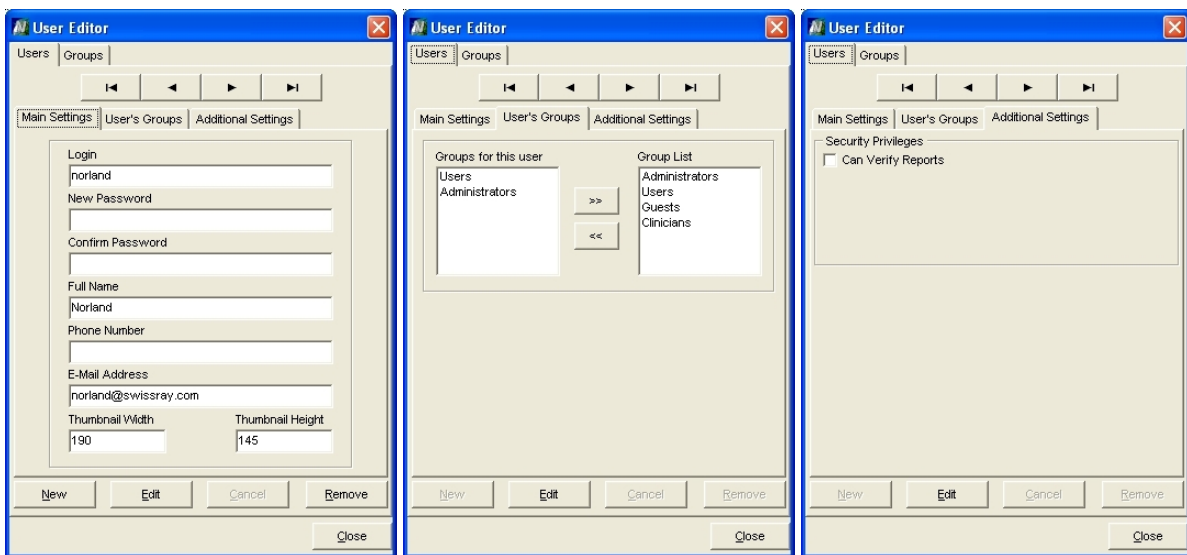 User Editor
Users Groups
Main Settings User's Groups Additional Settings
Login
norland
New Password
Confirm Password
Full Name
Norland
Phone Number
E-Mail Address
norland@swissray.com
Thumbnail Width Thumbnail Height
190 145
New Edit Cancel Remove
Close
User Editor
Users Groups
Main Settings User's Groups Additional Settings
Groups for this user Group List
Users Administrators
Administrators Users
>> Guests
Clinicians
<<
New Edit Cancel Remove
Close
User Editor
Users Groups
Main Settings User's Groups Additional Settings
Security Privileges
Can Verify Reports
New Edit Cancel Remove
Close